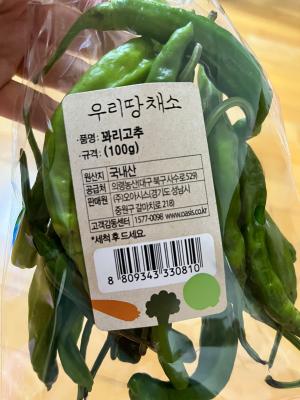 우리땅채소
·품명: 꽈리고추
·규격: (100g)
원산지 국내산
공급처 의령농산(대구 북구 사수로529)
판매원 (주)오아시스(경기도 성남시
중원구 갈마치로 218)
고객감동센터 1577-0098 www.oasis.co.kr
*세척 후 드세요.
8 809343 330810